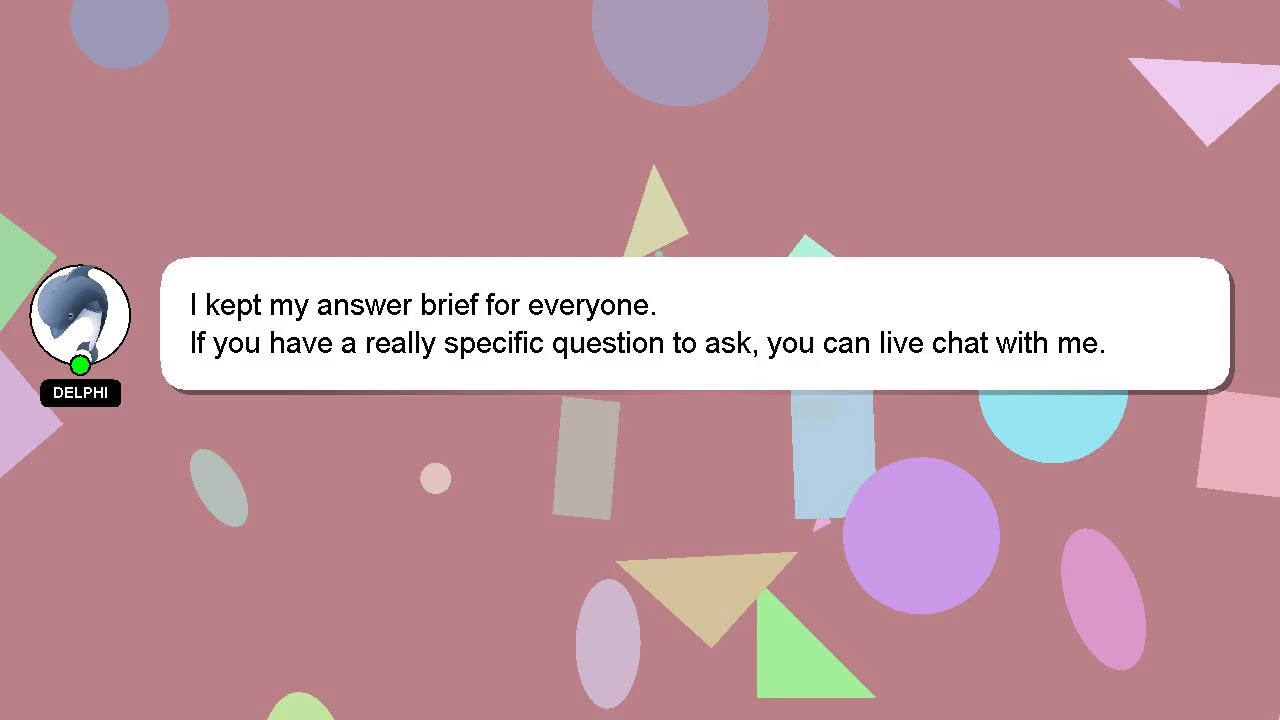 I kept my answer brief for everyone.
If you have a really specific question to ask, you can live chat with me.
DELPHI